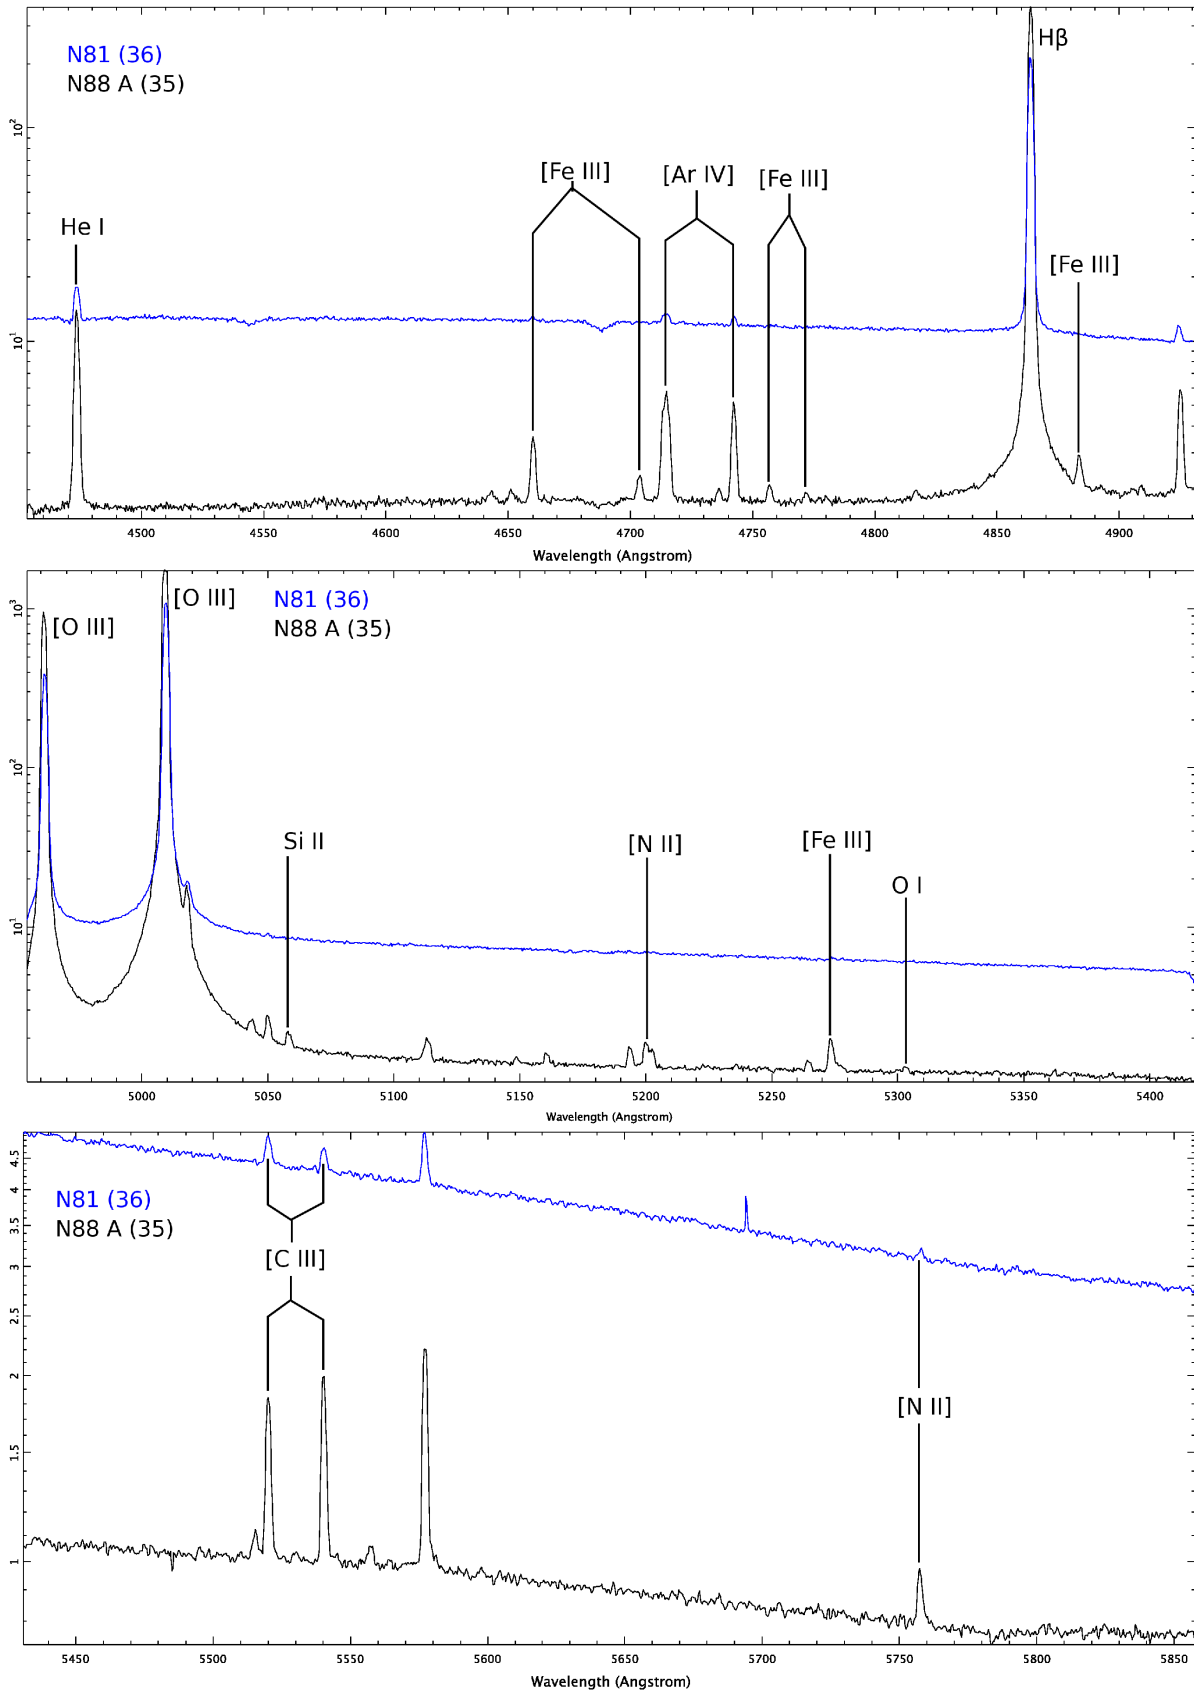 N81 (36)
N88 A (35)
Hβ
[Fe III] [Ar IV] [Fe III]
He I
[Fe III]
10²
10¹
4500 4550 4600 4650 4700 4750 4800 4850 4900
Wavelength (Angstrom)
[O III] [O III]
N81 (36)
N88 A (35)
Si II [N II] [Fe III]
O I
10³
10²
10¹
5000 5050 5100 5150 5200 5250 5300 5350 5400
Wavelength (Angstrom)
N81 (36)
N88 A (35)
[C III]
[N II]
4.5
4
3.5
3
2.5
2
1.5
1
5450 5500 5550 5600 5650 5700 5750 5800 5850
Wavelength (Angstrom)